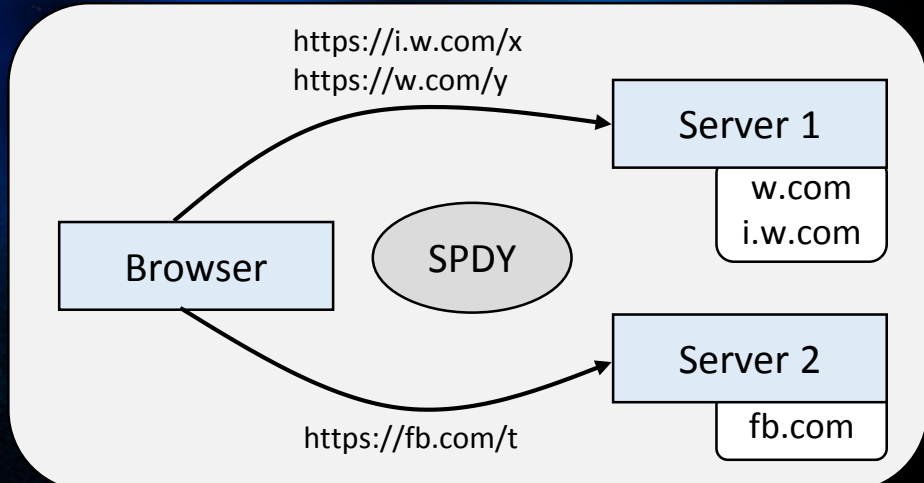 https://i.w.com/x
https://w.com/y
Server 1
w.com
i.w.com
Browser
SPDY
Server 2
fb.com
https://fb.com/t